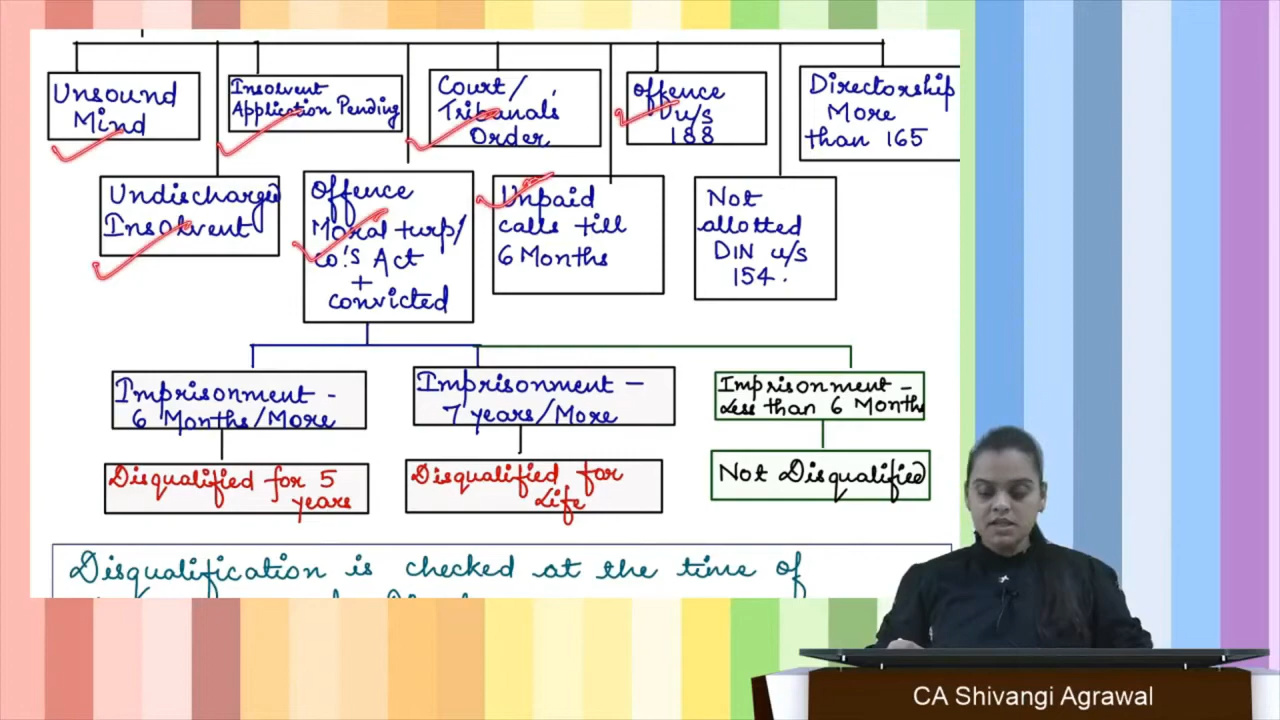 Unsound
Mind
Insolvent
Application Pending
Court/
Tribunal's
Order
Offence
u/s
188
Directorship
More
than 165
Undischarged
Insolvent
Offence
Moral turp/
Co's Act
+
convicted
Unpaid
calls till
6 Months
Not
allotted
DIN u/s
154.
Imprisonment -
6 Months/More
Imprisonment -
7 years/More
Imprisonment -
Less than 6 Months
Disqualified for 5
years
Disqualified for
Life
Not Disqualified
Disqualification is checked at the time of
CA Shivangi Agrawal